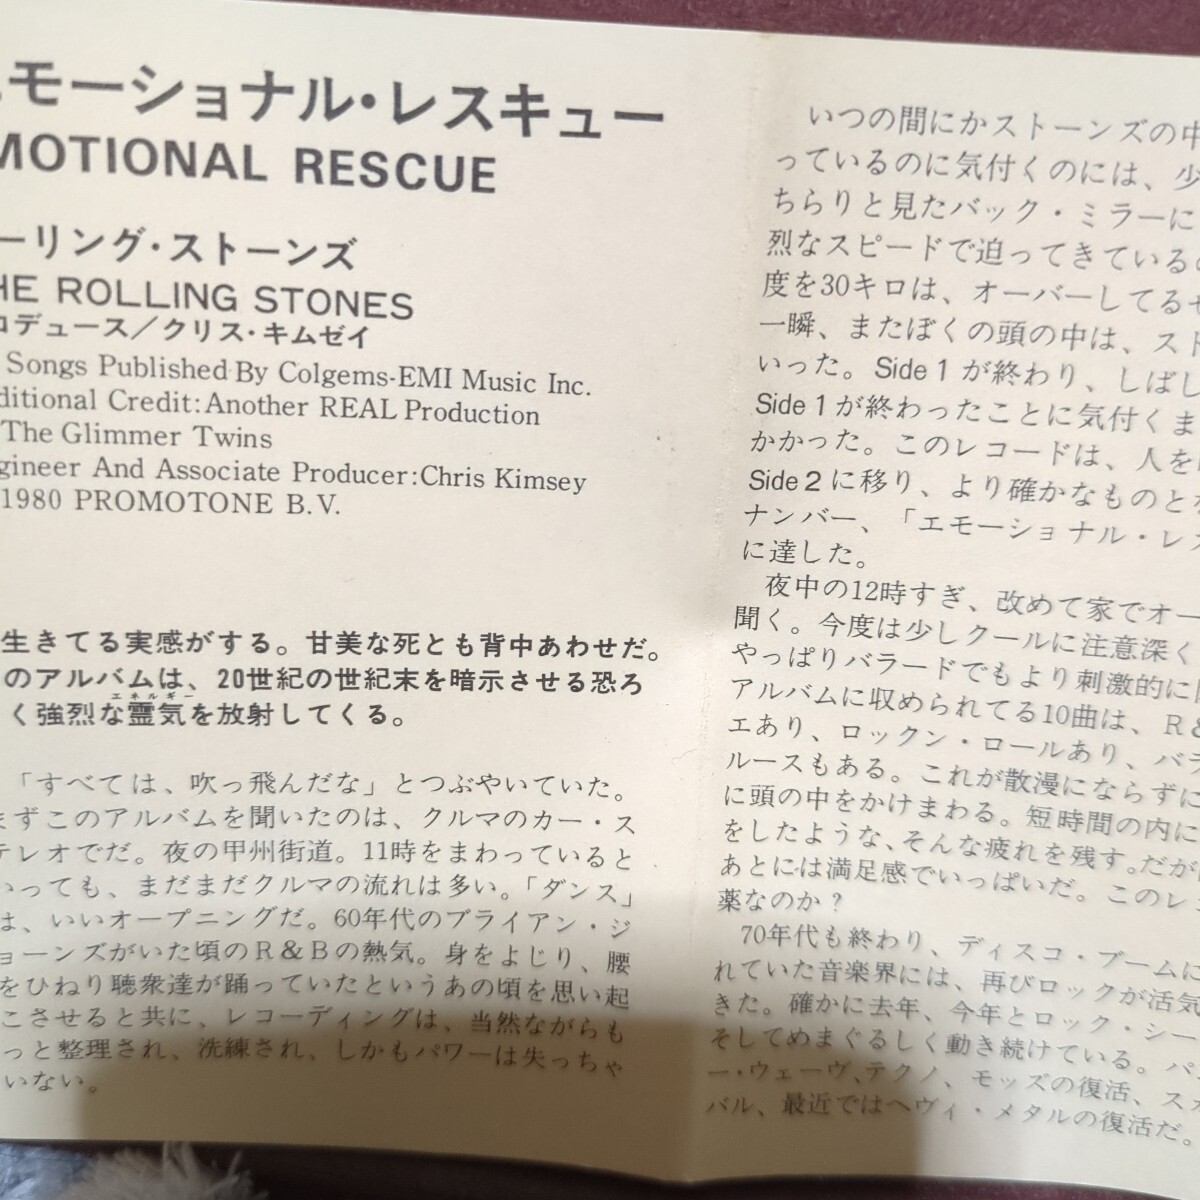 モーショナル・レスキュー
MOTIONAL RESCUE
ーリング・ストーンズ
HE ROLLING STONES
ロデュース／クリス・キムゼイ
Songs Published By Colgems-EMI Music Inc.
ditional Credit:Another REAL Production
The Glimmer Twins
gineer And Associate Producer:Chris Kimsey
1980 PROMOTONE B.V.
生きてる実感がする。甘美な死とも背中あわせだ。
のアルバムは、20世紀の世紀末を暗示させる恐ろ
エネルギー
く強烈な霊気を放射してくる。
「すべては、吹っ飛んだな」とつぶやいていた。
まずこのアルバムを聞いたのは、クルマのカー・ス
テレオでだ。夜の甲州街道。11時をまわっていると
いっても、まだまだクルマの流れは多い。「ダンス」
は、いいオープニングだ。60年代のブライアン・ジ
ョーンズがいた頃のR&Bの熱気。身をよじり、腰
をひねり聴衆達が踊っていたというあの頃を思い起
こさせると共に、レコーディングは、当然ながらも
っと整理され、洗練され、しかもパワーは失っちゃ
いない。
いつの間にかストーンズの中
っているのに気付くのには、少
ちらりと見たバック・ミラーに
烈なスピードで迫ってきているの
度を30キロは、オーバーしてるゼ
一瞬、またぼくの頭の中は、スト
いった。Side 1 が終わり、しばし
Side 1 が終わったことに気付くま
かかった。このレコードは、人を
Side 2 に移り、より確かなものと
ナンバー、「エモーショナル・レス
に達した。
夜中の12時すぎ、改めて家でオー
聞く。今度は少しクールに注意深く
やっぱりバラードでもより刺激的に
アルバムに収められてる10曲は、R&
エあり、ロックン・ロールあり、バラ
ルースもある。これが散漫にならずに
に頭の中をかけまわる。短時間の内に
をしたような、そんな疲れを残す。だが
あとには満足感でいっぱいだ。このレ
薬なのか？
70年代も終わり、ディスコ・ブームに
れていた音楽界には、再びロックが活気
きた。確かに去年、今年とロック・シー
そしてめまぐるしく動き続けている。パ
ー・ウェーヴ、テクノ、モッズの復活、スカ
バル、最近ではヘヴィ・メタルの復活だ。